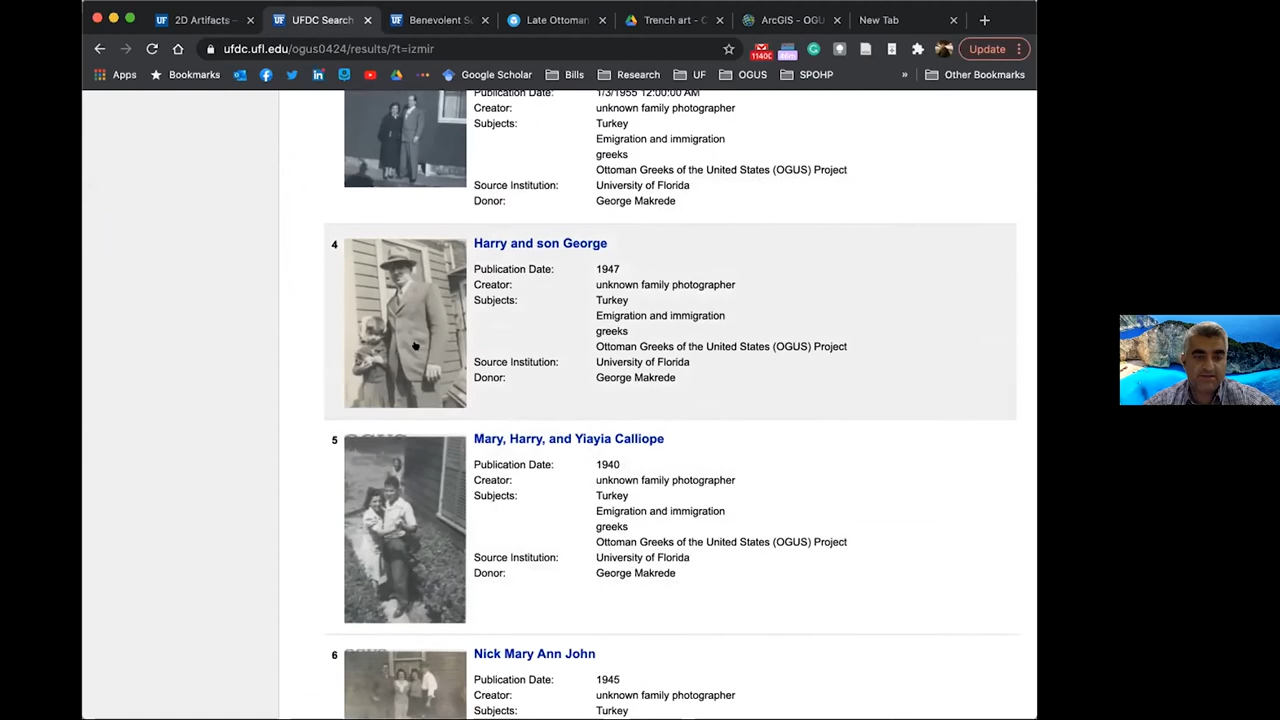 2D Artifacts
UFDC Search
Benevolent S
Late Ottoman
Trench art - C
ArcGIS - OGU
New Tab
ufdc.ufl.edu/ogus0424/results/?t=izmir
Update
Apps
Bookmarks
Google Scholar
Bills
Research
UF
OGUS
SPOHP
Other Bookmarks
Publication Date: 1/3/1955 12:00:00 AM
Creator: unknown family photographer
Subjects: Turkey
Emigration and immigration
greeks
Ottoman Greeks of the United States (OGUS) Project
Source Institution: University of Florida
Donor: George Makrede
4 Harry and son George
Publication Date: 1947
Creator: unknown family photographer
Subjects: Turkey
Emigration and immigration
greeks
Ottoman Greeks of the United States (OGUS) Project
Source Institution: University of Florida
Donor: George Makrede
5 Mary, Harry, and Yiayia Calliope
Publication Date: 1940
Creator: unknown family photographer
Subjects: Turkey
Emigration and immigration
greeks
Ottoman Greeks of the United States (OGUS) Project
Source Institution: University of Florida
Donor: George Makrede
6 Nick Mary Ann John
Publication Date: 1945
Creator: unknown family photographer
Subjects: Turkey